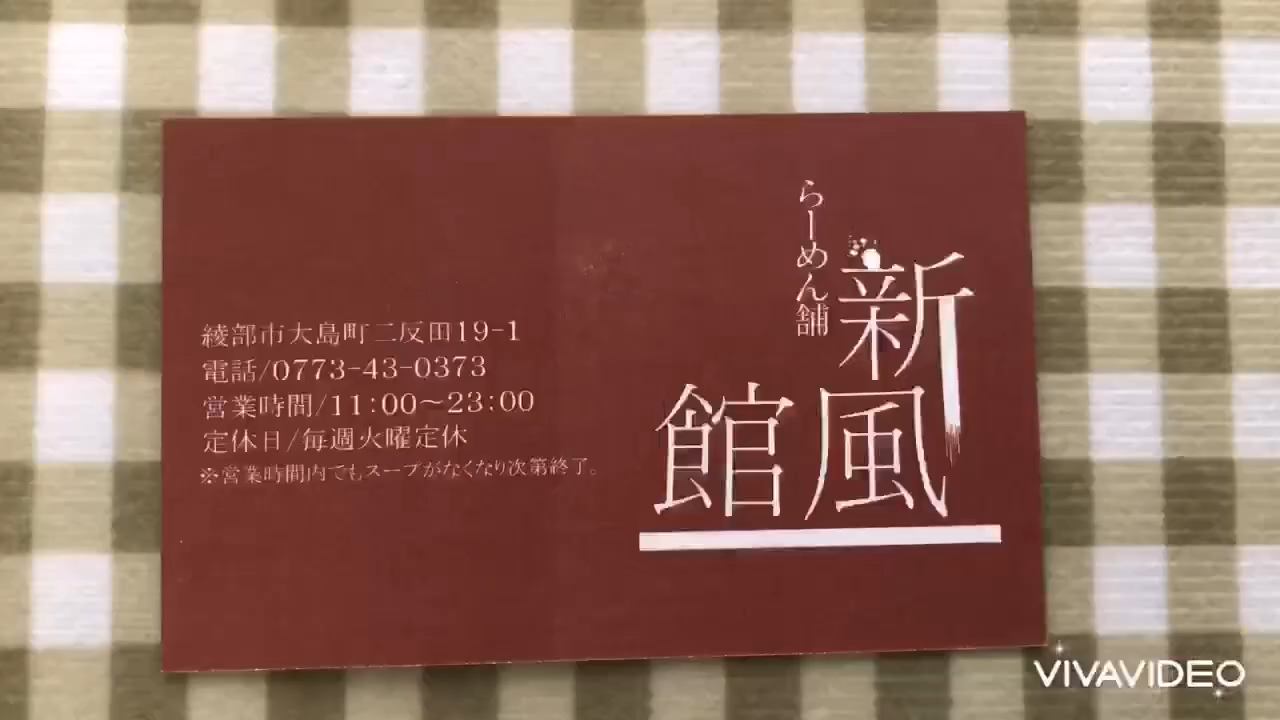 らーめん舗
新風館
綾部市大島町二反田19-1
電話/0773-43-0373
営業時間/11:00〜23:00
定休日/毎週火曜定休
※営業時間内でもスープがなくなり次第終了。
VIVAVIDEO